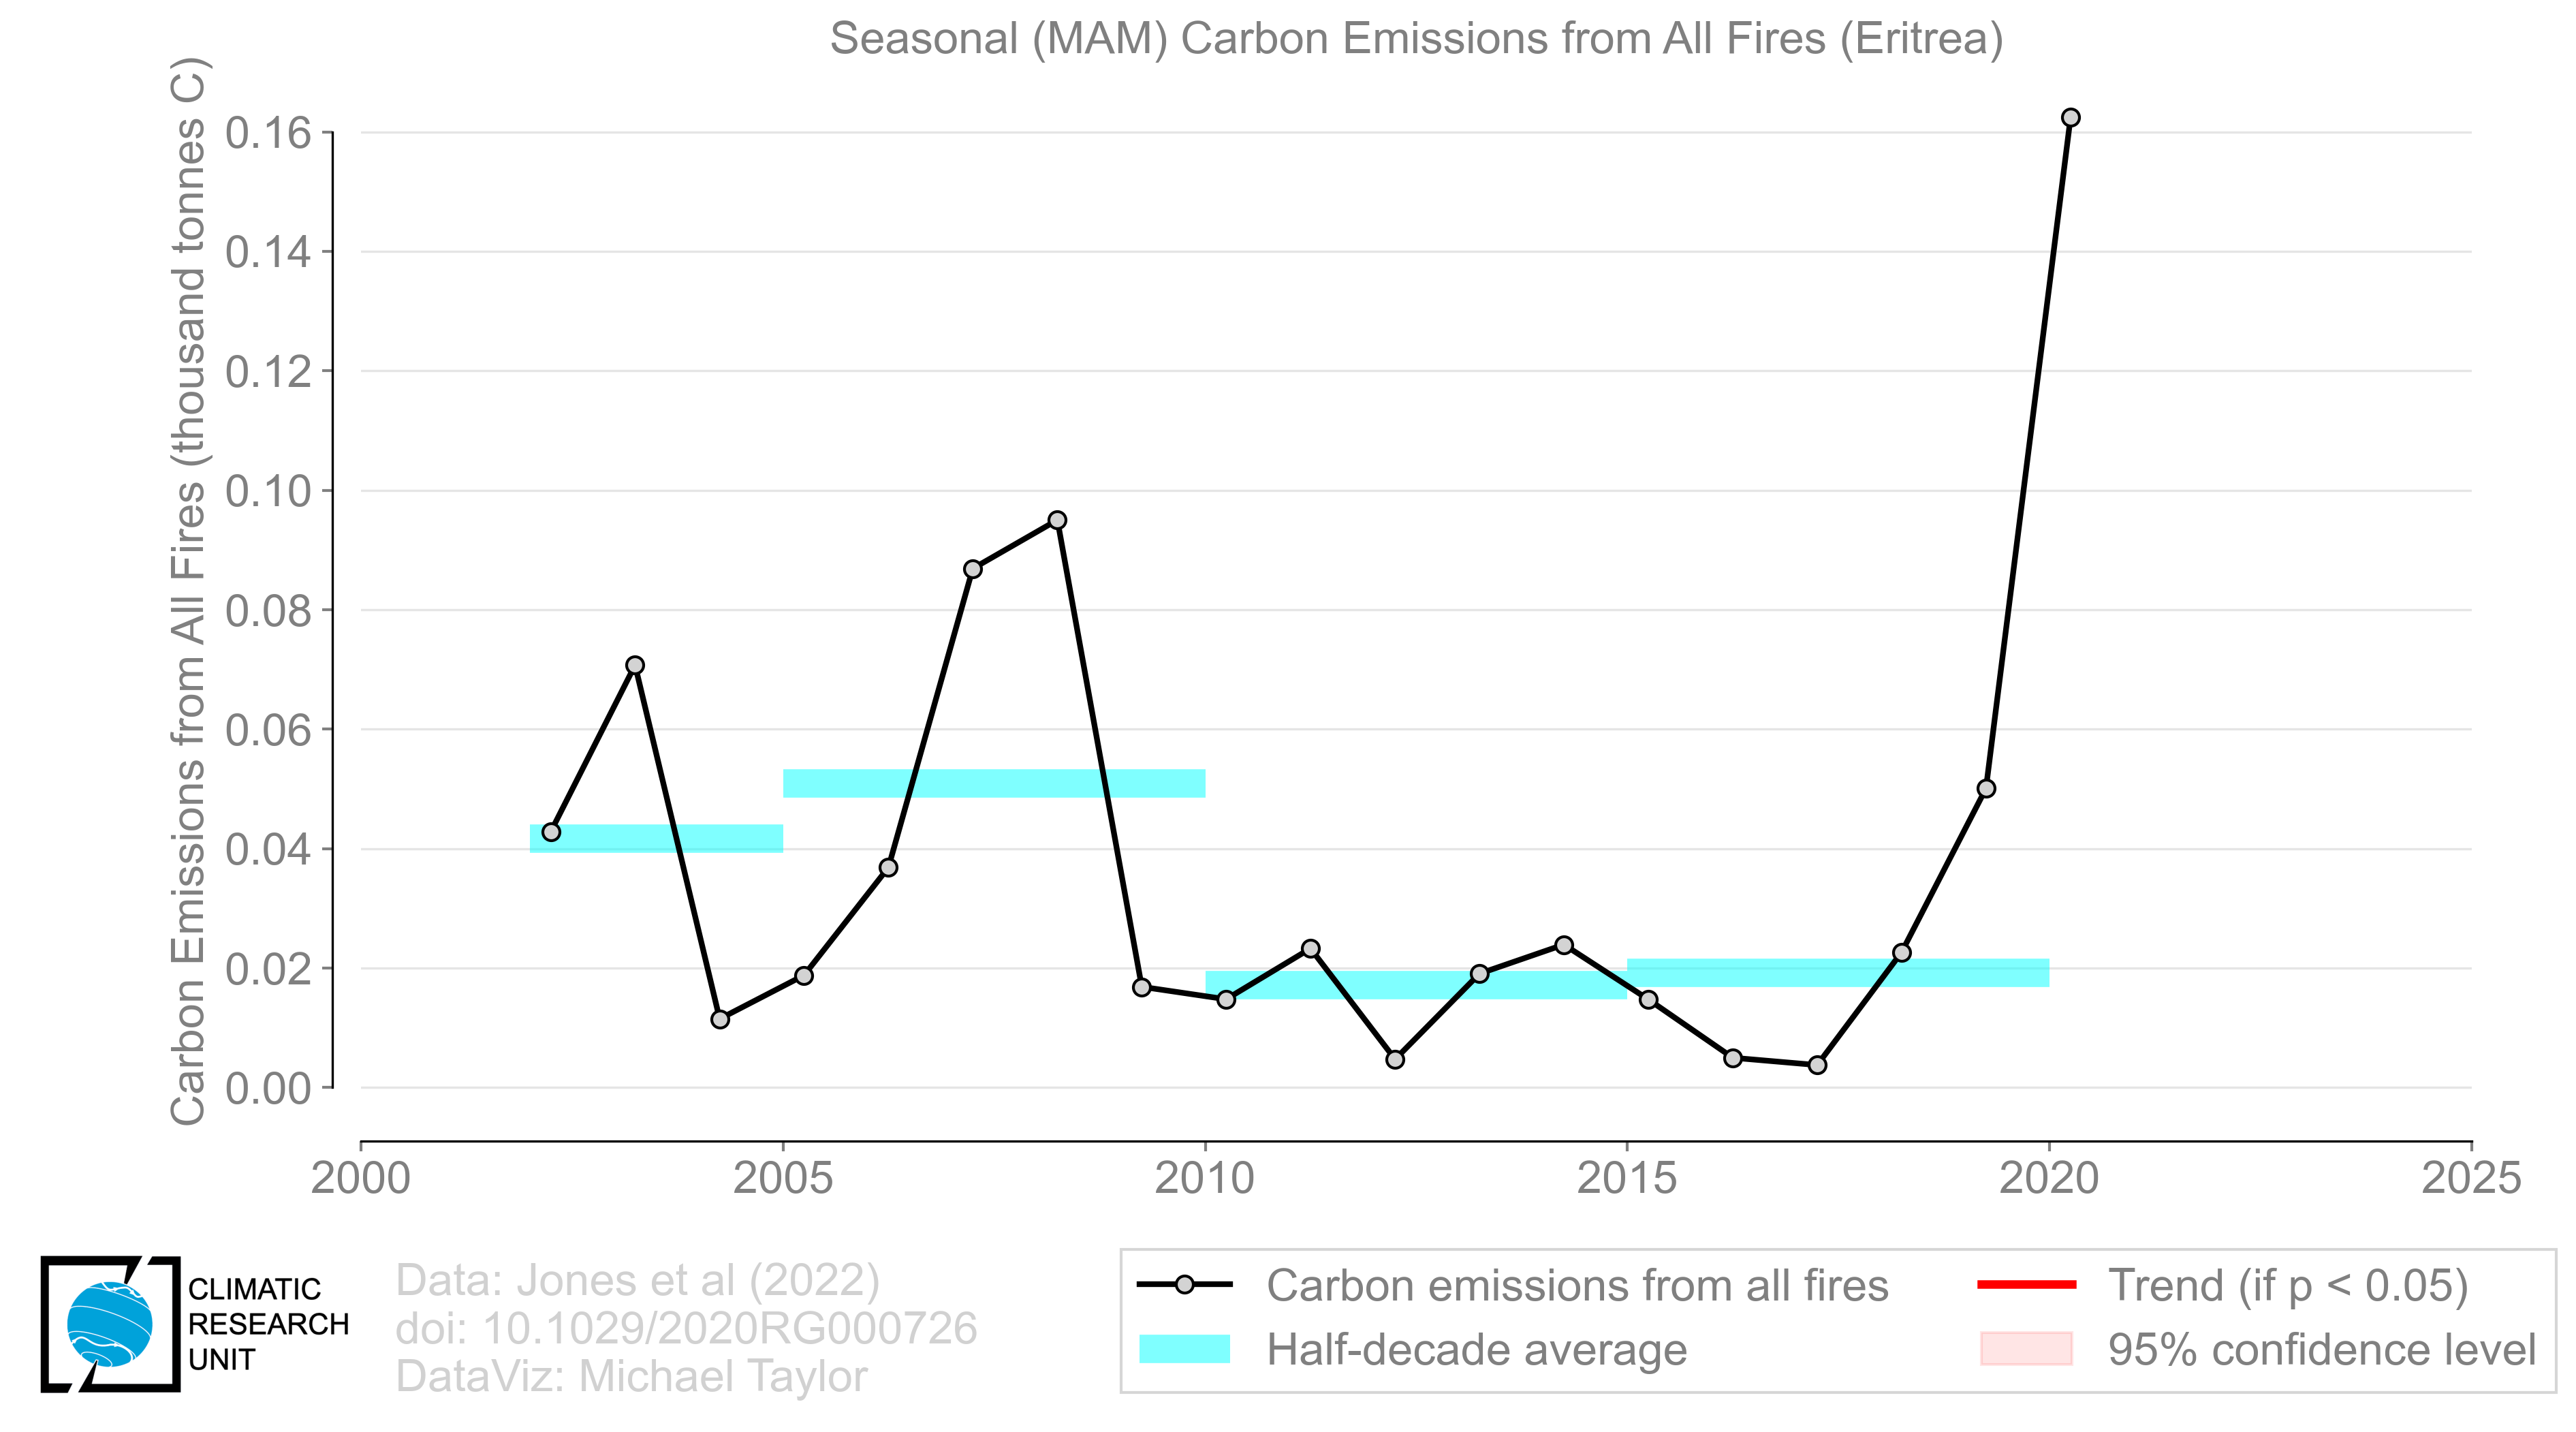 Seasonal (MAM) Carbon Emissions from All Fires (Eritrea)
Carbon Emissions from All Fires (thousand tonnes C)
0.16
0.14
0.12
0.10
0.08
0.06
0.04
0.02
0.00
2000
2005
2010
2015
2020
2025
CLIMATIC
RESEARCH
UNIT
Data: Jones et al (2022)
doi: 10.1029/2020RG000726
DataViz: Michael Taylor
Carbon emissions from all fires
Half-decade average
Trend (if p < 0.05)
95% confidence level